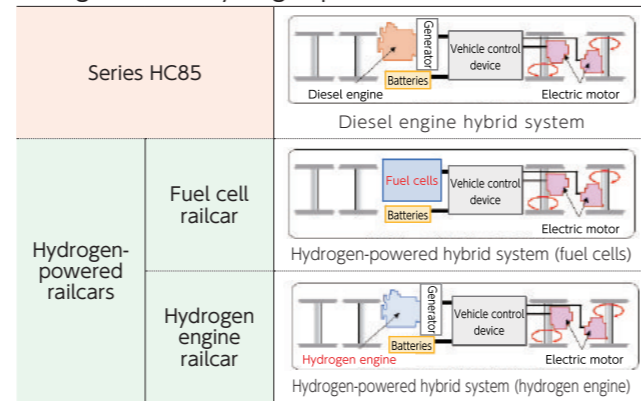 Series HC85
Generator
Vehicle control
device
Batteries
Diesel engine
Electric motor
Diesel engine hybrid system
Hydrogen-
powered
railcars
Fuel cell
railcar
Fuel cells
Vehicle control
device
Batteries
Electric motor
Hydrogen-powered hybrid system (fuel cells)
Hydrogen
engine
railcar
Generator
Vehicle control
device
Batteries
Hydrogen engine
Electric motor
Hydrogen-powered hybrid system (hydrogen engine)